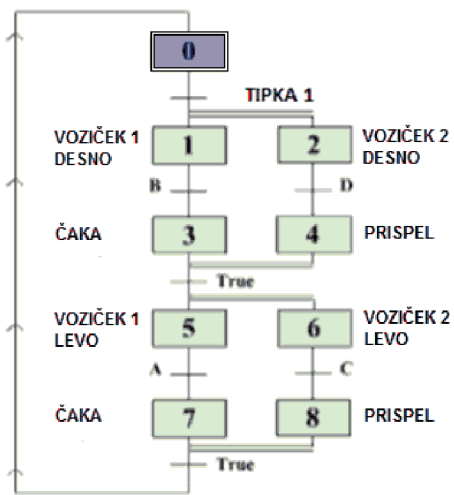 0
TIPKA 1
VOZIČEK 1
DESNO
1
2
VOZIČEK 2
DESNO
B
D
ČAKA
3
4
PRISPEL
True
VOZIČEK 1
LEVO
5
6
VOZIČEK 2
LEVO
A
C
ČAKA
7
8
PRISPEL
True